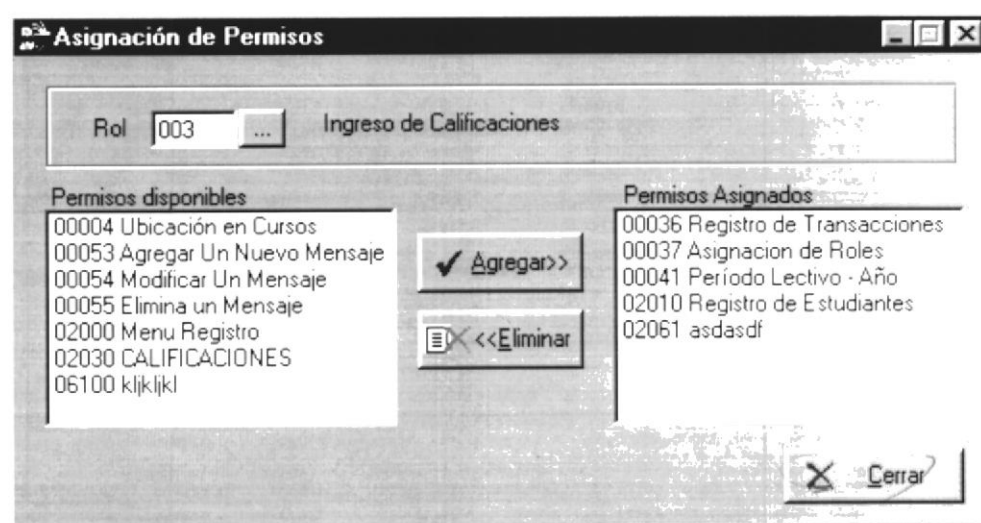 Asignación de Permisos
Rol 003 ... Ingreso de Calificaciones
Permisos disponibles
00004 Ubicación en Cursos
00053 Agregar Un Nuevo Mensaje
00054 Modificar Un Mensaje
00055 Elimina un Mensaje
02000 Menu Registro
02030 CALIFICACIONES
06100 kljkljkl
Agregar>>
<<Eliminar
Permisos Asignados
00036 Registro de Transacciones
00037 Asignacion de Roles
00041 Período Lectivo - Año
02010 Registro de Estudiantes
02061 asdasdf
Cerrar